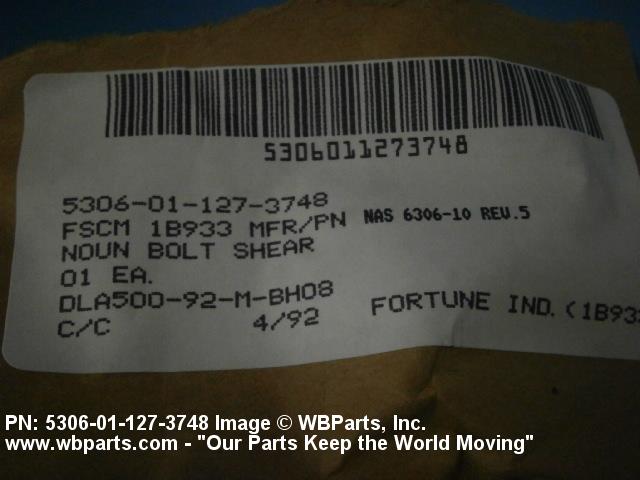 5306011273748
5306-01-127-3748
FSCM 1B933 MFR/PN NAS 6306-10 REV.5
NOUN BOLT SHEAR
01 EA.
DLA500-92-M-BH08
C/C 4/92 FORTUNE IND. (1B933
PN: 5306-01-127-3748 Image © WBParts, Inc.
www.wbparts.com - "Our Parts Keep the World Moving"